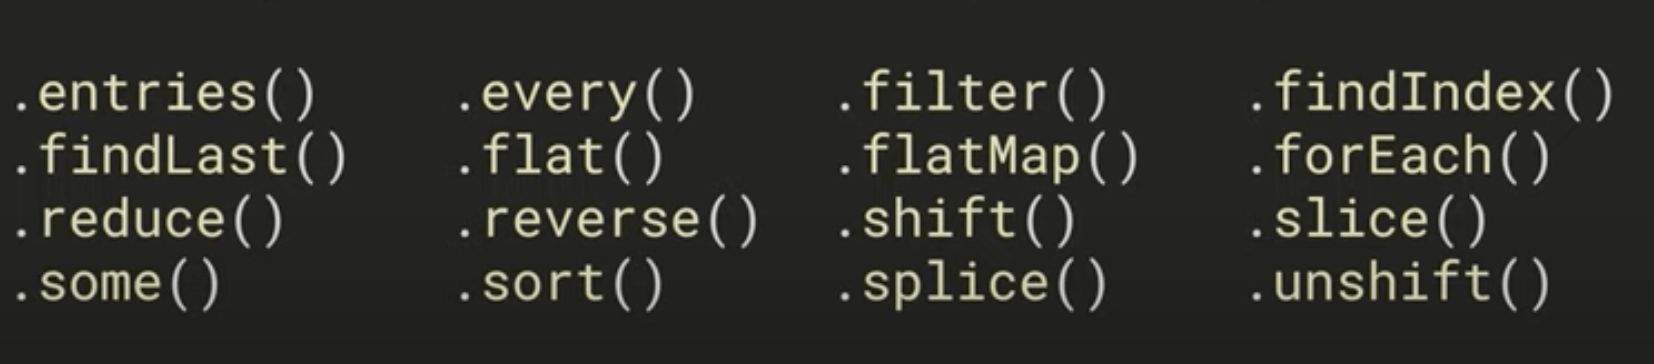 .entries() .every() .filter() .findIndex()
.findLast() .flat() .flatMap() .forEach()
.reduce() .reverse() .shift() .slice()
.some() .sort() .splice() .unshift()